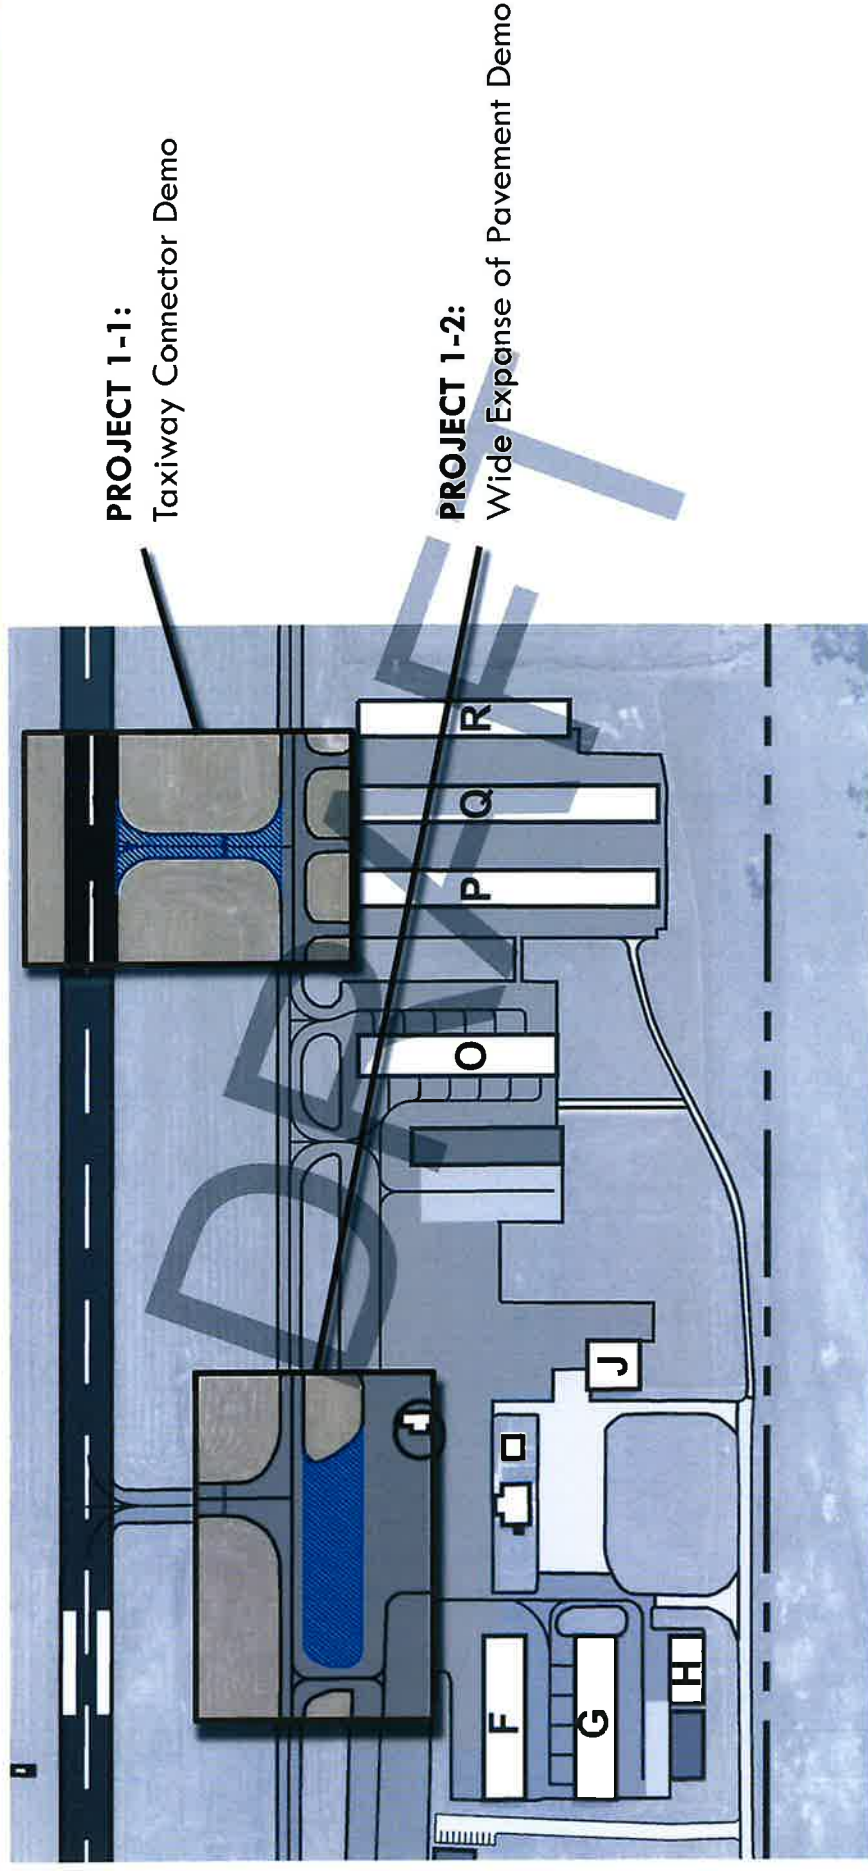 PROJECT 1-1:
Taxiway Connector Demo
PROJECT 1-2:
Wide Expanse of Pavement Demo
DRAFT
F
G
H
J
O
P
Q
R